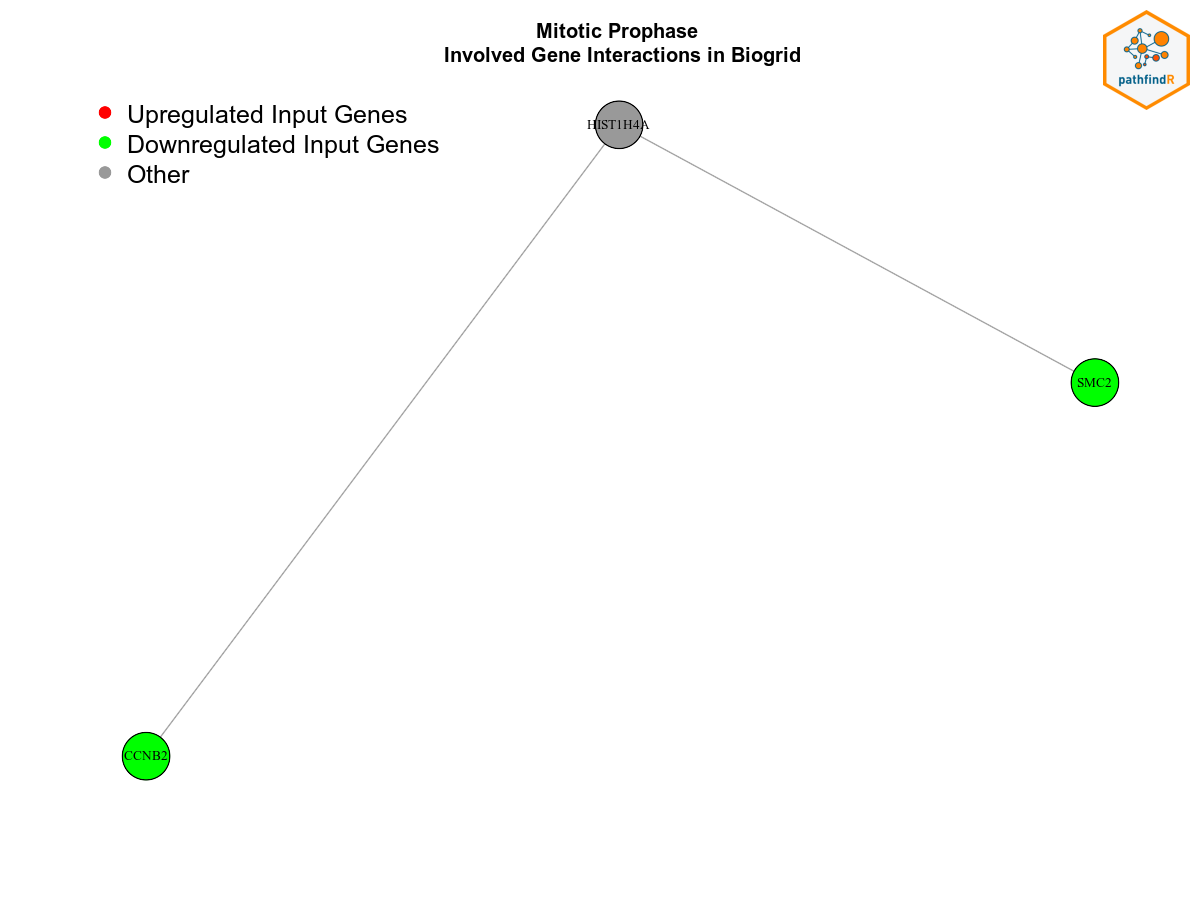 Mitotic Prophase
Involved Gene Interactions in Biogrid
pathfindR
Upregulated Input Genes
Downregulated Input Genes
Other
HIST1H4A
SMC2
CCNB2